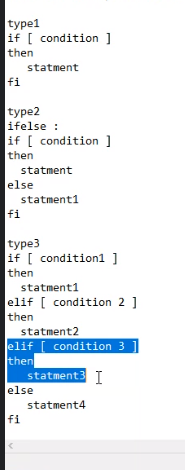 type1
if [ condition ]
then
   statment
fi

type2
ifelse :
if [ condition ]
then
  statment
else
  statment1
fi

type3
if [ condition1 ]
then
  statment1
elif [ condition 2 ]
then
  statment2
elif [ condition 3 ]
then
   statment3
else
   statment4
fi